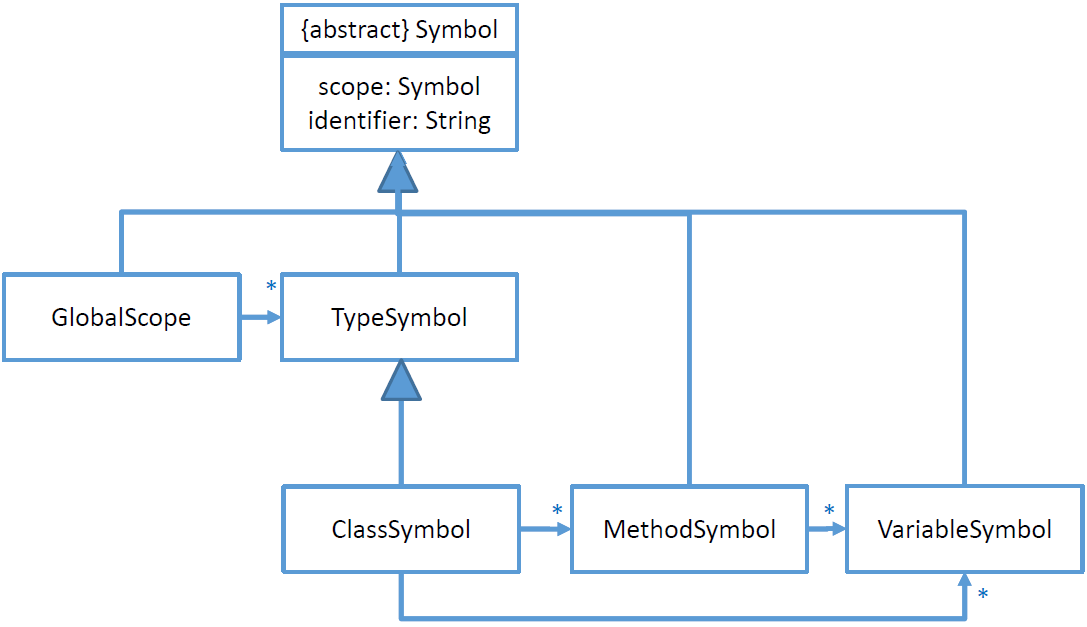 {abstract} Symbol
scope: Symbol
identifier: String
*
GlobalScope
TypeSymbol
*
*
ClassSymbol
MethodSymbol
VariableSymbol
*